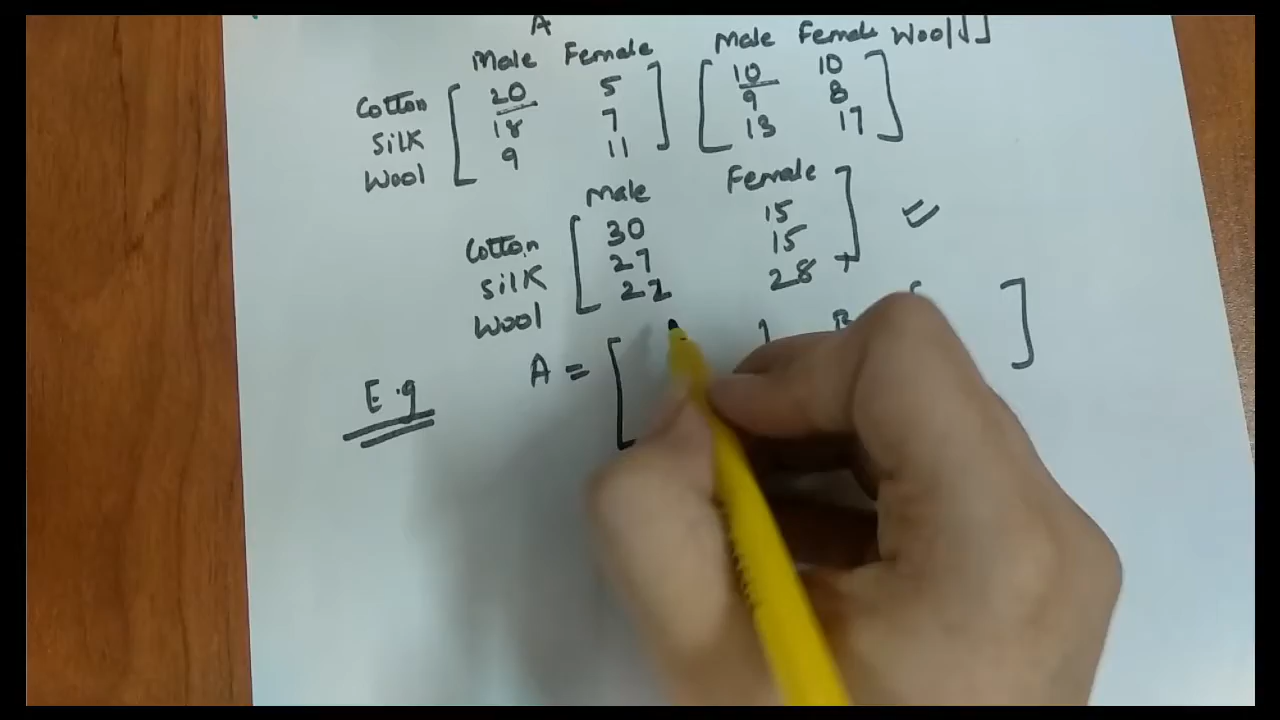 A
Male Female Male Female Wool
Cotton 20 5 10 10
Silk 18 7 9 8
Wool 9 11 13 17
Male Female
Cotton 30 15
Silk 27 15
Wool 22 28
E.g A = B